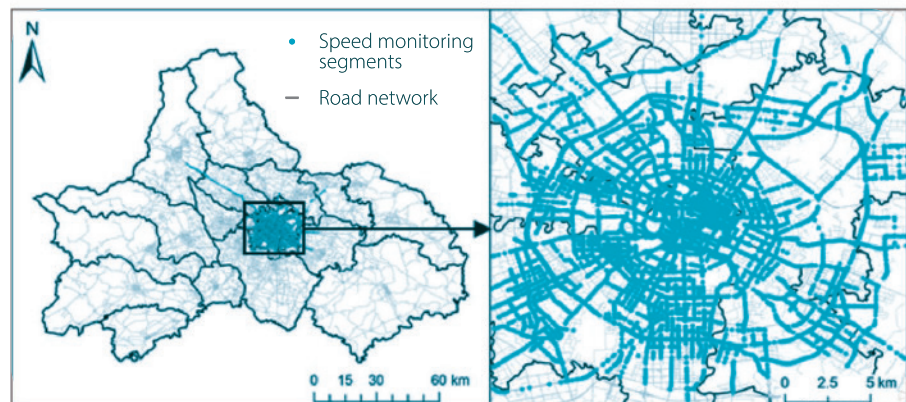 N
Speed monitoring
segments
Road network
0 15 30 60 km
0 2.5 5 km